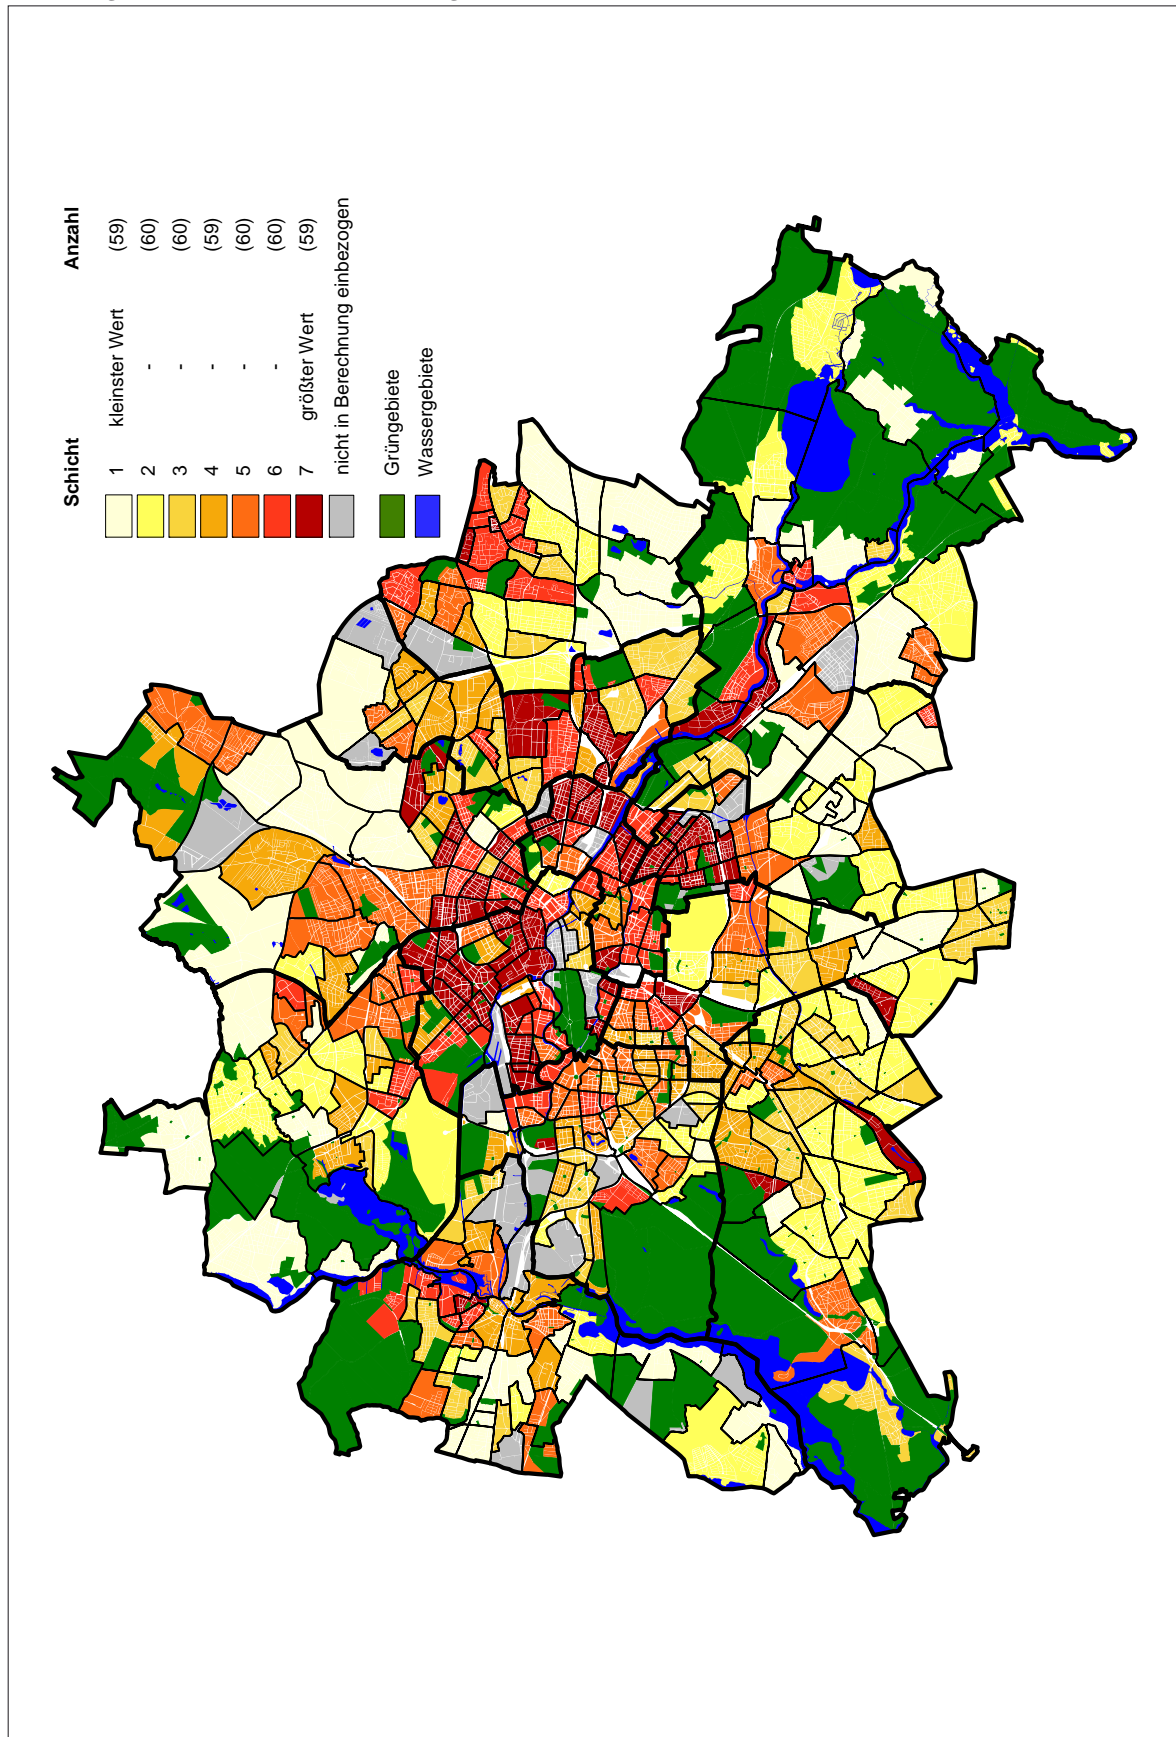 Schicht Anzahl
1 kleinster Wert (59)
2 - (60)
3 - (60)
4 - (59)
5 - (60)
6 - (60)
7 größter Wert (59)
nicht in Berechnung einbezogen
Grüngebiete
Wassergebiete